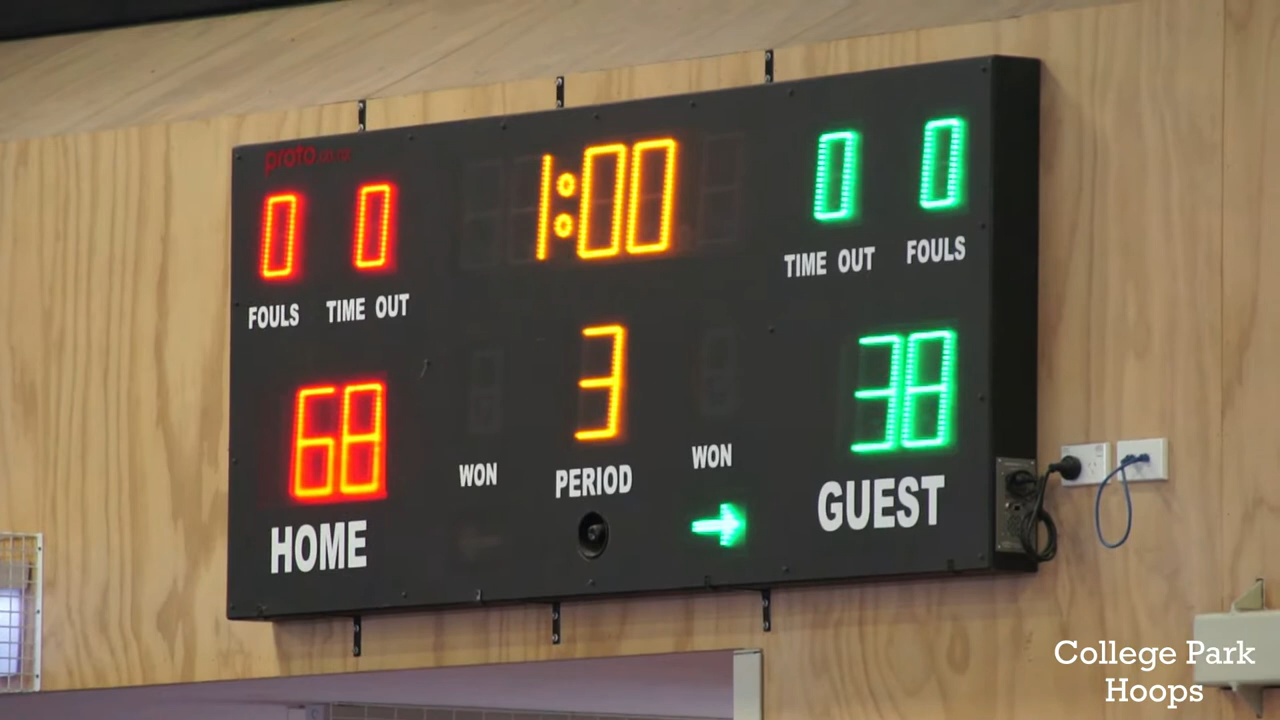 proto
0 0 1:00 0 0
FOULS TIME OUT TIME OUT FOULS
68 3 38
WON PERIOD WON
HOME → GUEST
College Park
Hoops